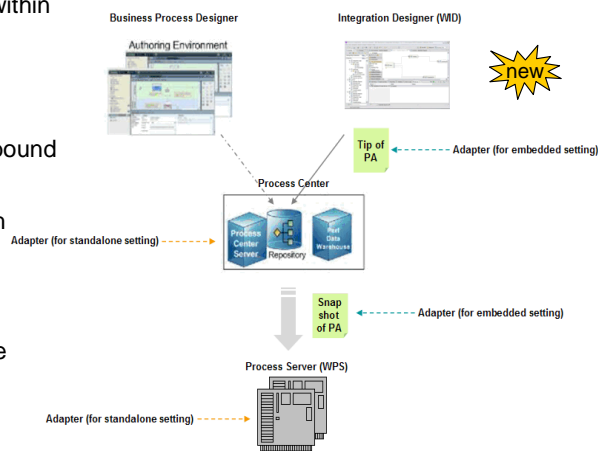 within
Business Process Designer
Integration Designer (WID)
Authoring Environment
new
bound
Tip of
PA
Adapter (for embedded setting)
Process Center
Adapter (for standalone setting)
Process
Center
Server
Repository
Perf
Data
Warehouse
Snap
shot
of PA
Adapter (for embedded setting)
Process Server (WPS)
Adapter (for standalone setting)